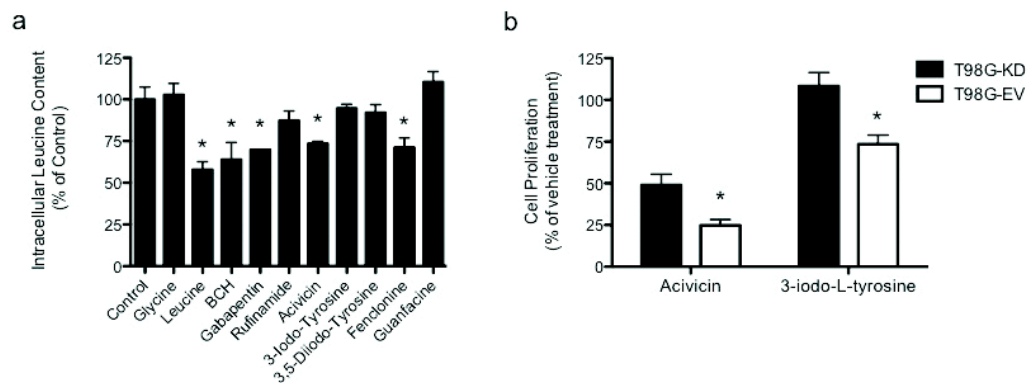 a
Intracellular Leucine Content
(% of Control)
125
100
75
50
25
0
*
*
*
*
*
Control
Glycine
Leucine
BCH
Gabapentin
Rufinamide
Acivicin
3-Iodo-Tyrosine
3,5-Diiodo-Tyrosine
Fenclonine
Guanfacine
b
Cell Proliferation
(% of vehicle treatment)
125
100
75
50
25
0
*
*
Acivicin
3-iodo-L-tyrosine
T98G-KD
T98G-EV